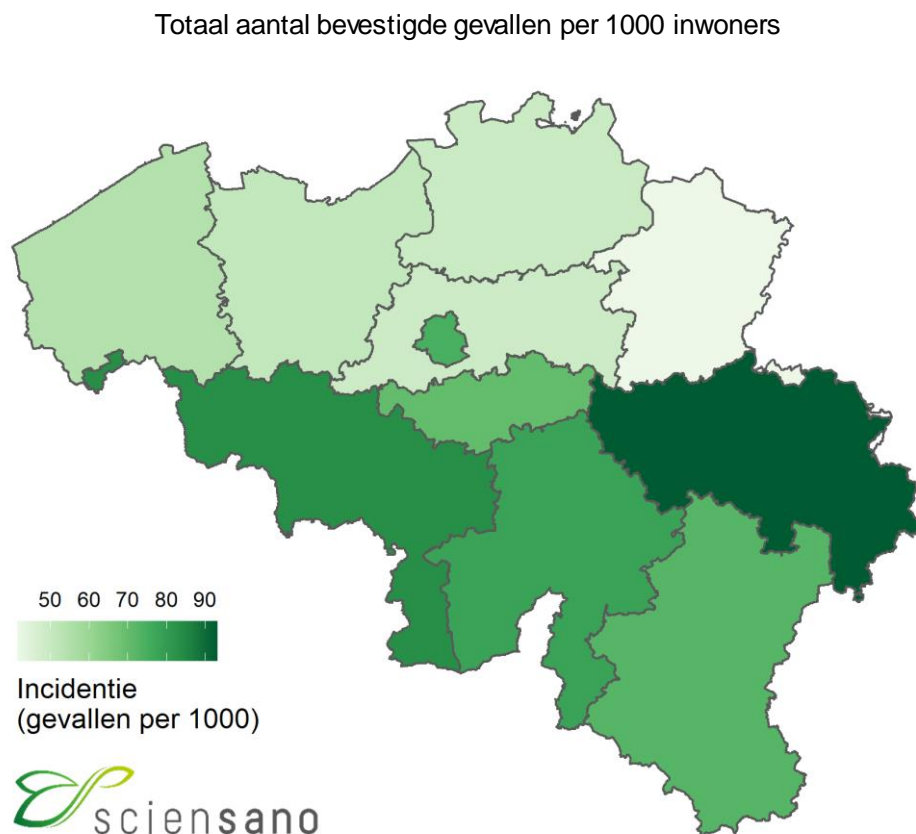 Totaal aantal bevestigde gevallen per 1000 inwoners
50 60 70 80 90
Incidentie
(gevallen per 1000)
sciensano